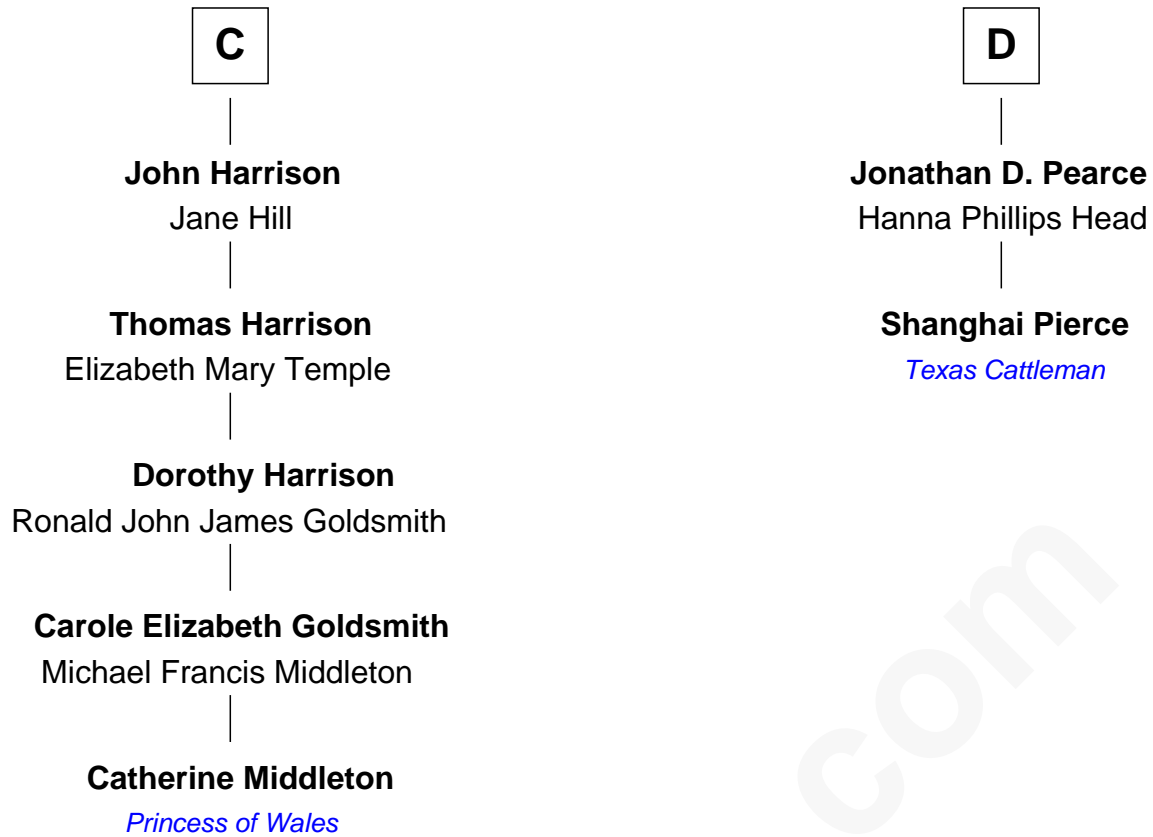 C
John Harrison
Jane Hill
Thomas Harrison
Elizabeth Mary Temple
Dorothy Harrison
Ronald John James Goldsmith
Carole Elizabeth Goldsmith
Michael Francis Middleton
Catherine Middleton
Princess of Wales
D
Jonathan D. Pearce
Hanna Phillips Head
Shanghai Pierce
Texas Cattleman
com